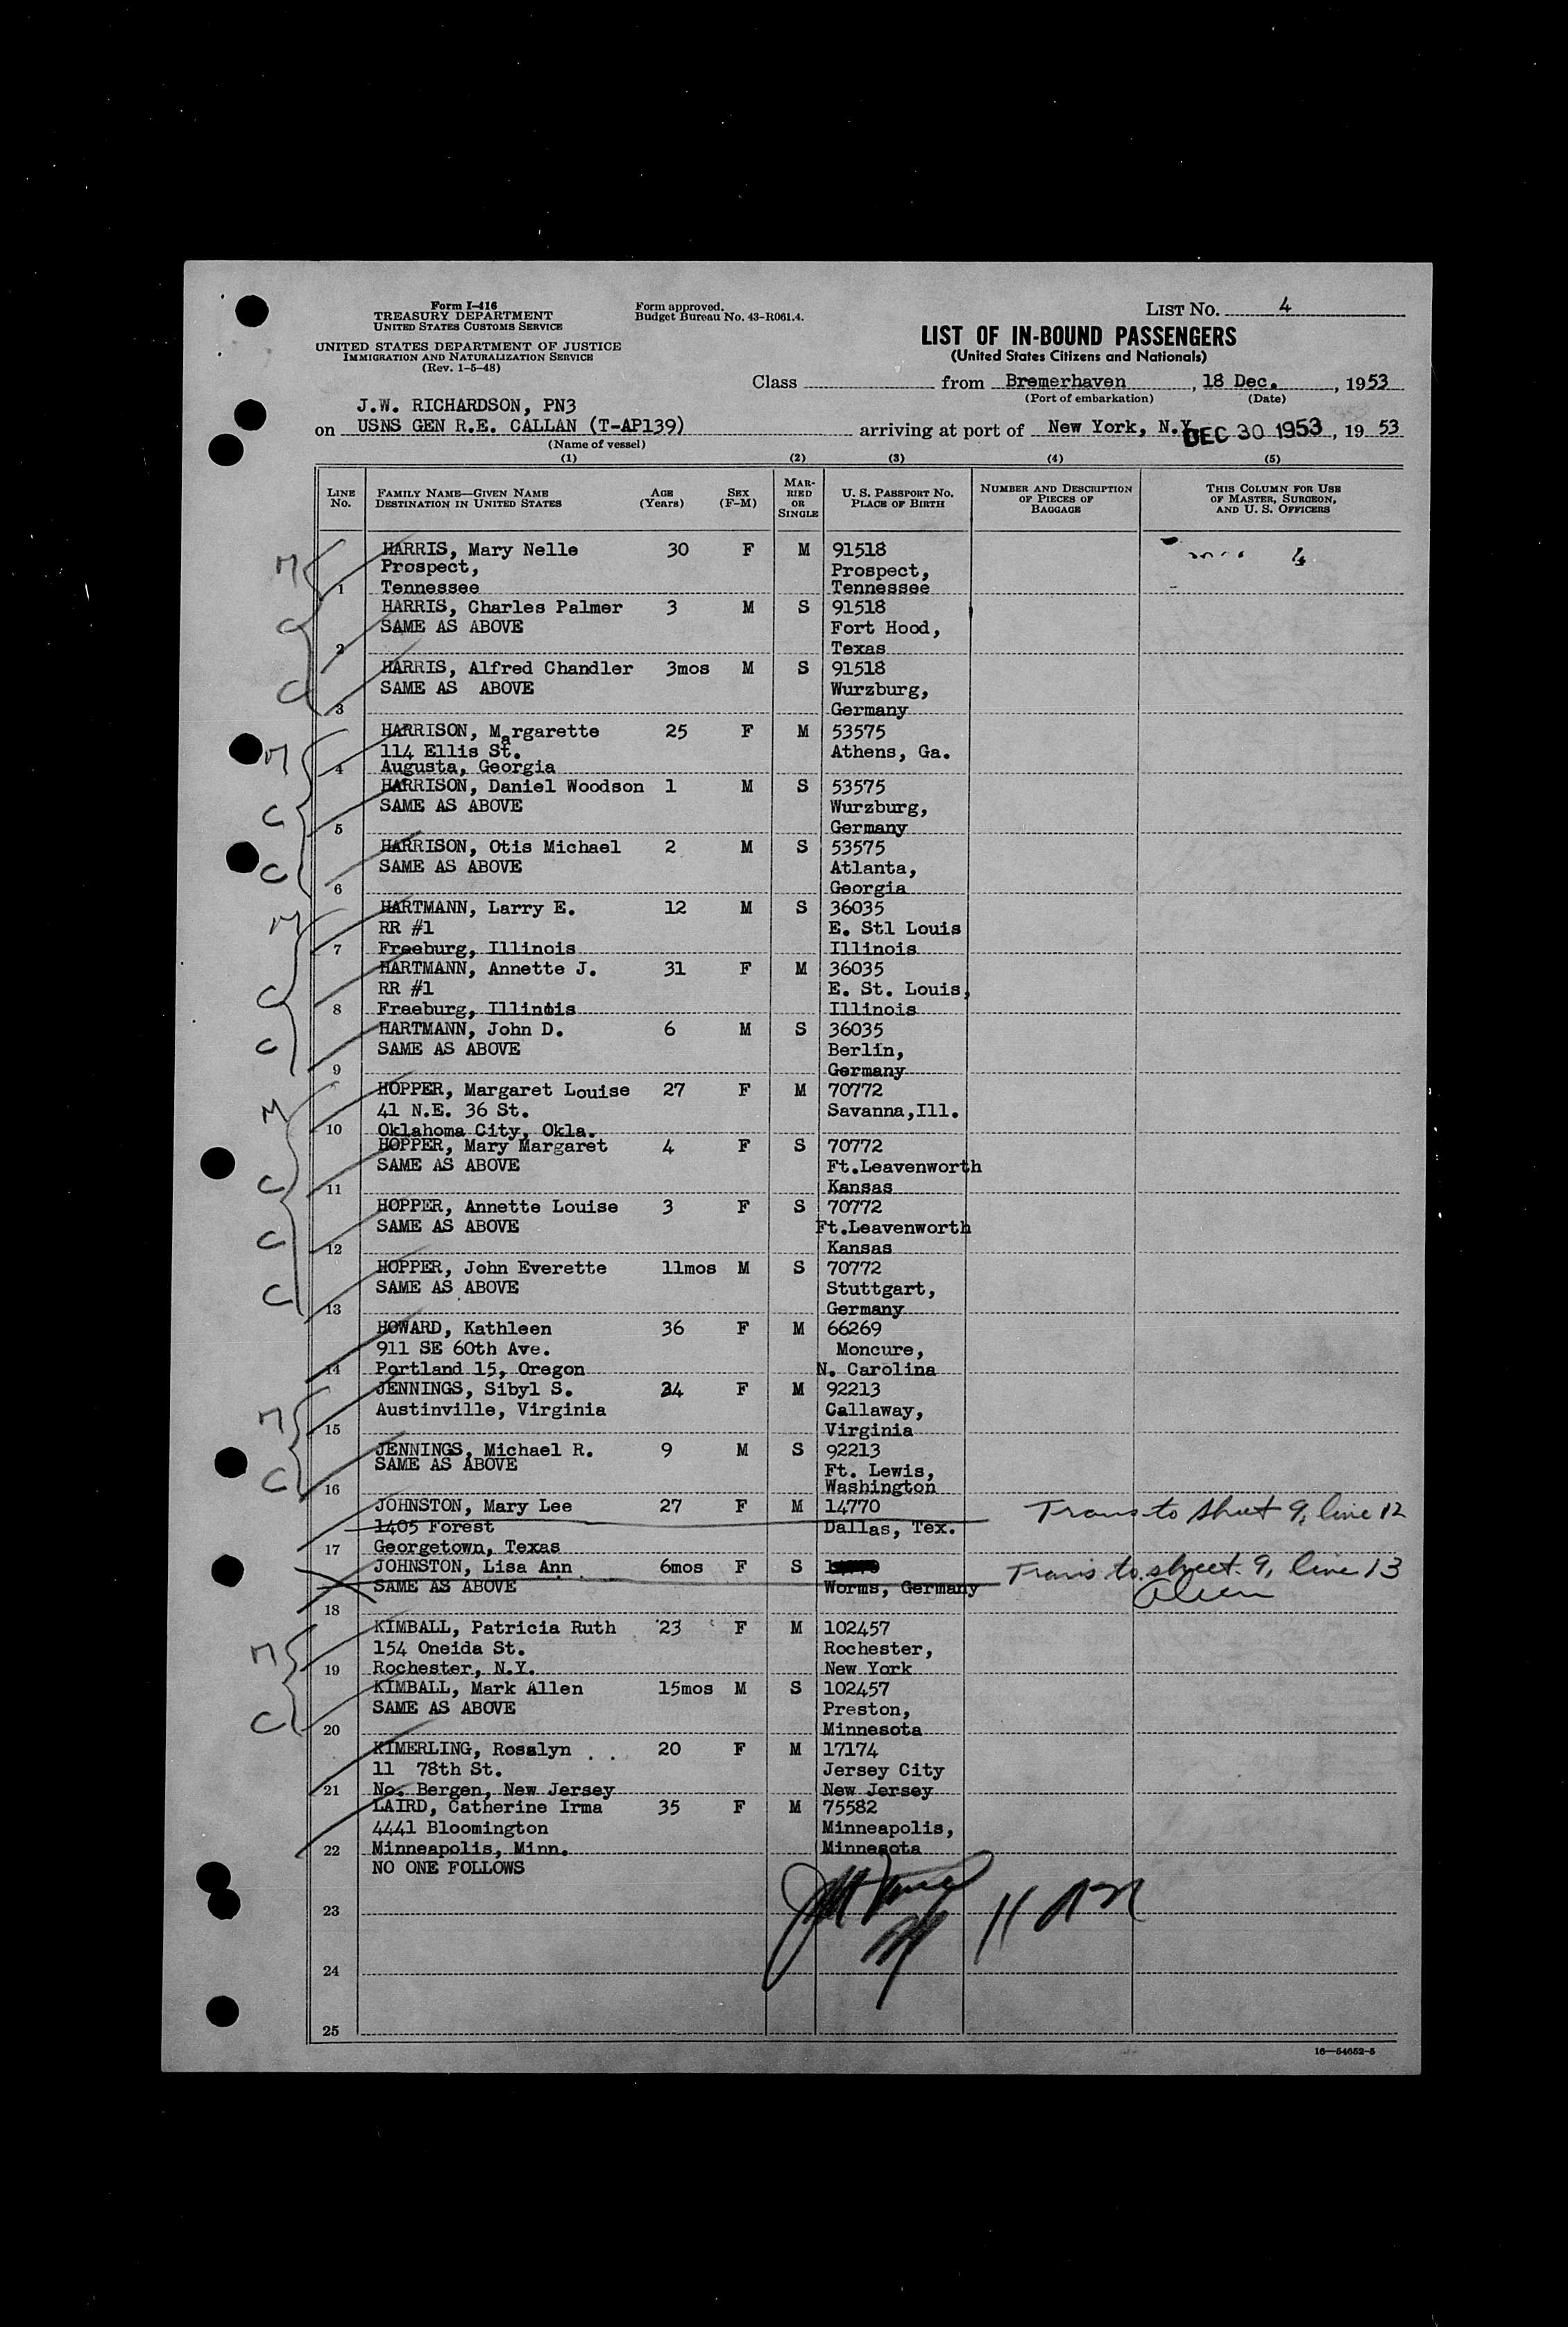 Form I-416
TREASURY DEPARTMENT
UNITED STATES CUSTOMS SERVICE
UNITED STATES DEPARTMENT OF JUSTICE
IMMIGRATION AND NATURALIZATION SERVICE
(Rev. 1-5-48)
Form approved.
Budget Bureau No. 43-R061.4.
LIST NO. 4
LIST OF IN-BOUND PASSENGERS
(United States Citizens and Nationals)
Class from Bremerhaven, 18 Dec., 1953
(Port of embarkation) (Date)
J.W. RICHARDSON, PN3
on USNS GEN R.E. CALLAN (T-AP139) arriving at port of New York, N.Y. DEC 30 1953, 19 53
(Name of vessel)
(1) (2) (3) (4) (5)
LINE NO. FAMILY NAME—GIVEN NAME DESTINATION IN UNITED STATES AGE (Years) SEX (F-M) MARRIED OR SINGLE U. S. PASSPORT NO. PLACE OF BIRTH NUMBER AND DESCRIPTION OF PIECES OF BAGGAGE THIS COLUMN FOR USE OF MASTER, SURGEON, AND U. S. OFFICERS
M HARRIS, Mary Nelle 30 F M 91518 4
Prospect, Prospect,
1 Tennessee Tennessee
C HARRIS, Charles Palmer 3 M S 91518
SAME AS ABOVE Fort Hood,
2 Texas
C HARRIS, Alfred Chandler 3mos M S 91518
SAME AS ABOVE Wurzburg,
3 Germany
M HARRISON, Margarette 25 F M 53575
114 Ellis St. Athens, Ga.
4 Augusta, Georgia
C HARRISON, Daniel Woodson 1 M S 53575
SAME AS ABOVE Wurzburg,
5 Germany
C HARRISON, Otis Michael 2 M S 53575
SAME AS ABOVE Atlanta,
6 Georgia
M HARTMANN, Larry E. 12 M S 36035
RR #1 E. Stl Louis
7 Freeburg, Illinois Illinois
C HARTMANN, Annette J. 31 F M 36035
RR #1 E. St. Louis,
8 Freeburg, Illinois Illinois
C HARTMANN, John D. 6 M S 36035
SAME AS ABOVE Berlin,
9 Germany
M HOPPER, Margaret Louise 27 F M 70772
41 N.E. 36 St. Savanna,Ill.
10 Oklahoma City, Okla.
C HOPPER, Mary Margaret 4 F S 70772
SAME AS ABOVE Ft.Leavenworth
11 Kansas
C HOPPER, Annette Louise 3 F S 70772
SAME AS ABOVE Ft.Leavenworth
12 Kansas
C HOPPER, John Everette 11mos M S 70772
SAME AS ABOVE Stuttgart,
13 Germany
HOWARD, Kathleen 36 F M 66269
911 SE 60th Ave. Moncure,
14 Portland 15, Oregon N. Carolina
M JENNINGS, Sibyl S. 34 F M 92213
Austinville, Virginia Callaway,
15 Virginia
C JENNINGS, Michael R. 9 M S 92213
SAME AS ABOVE Ft. Lewis,
16 Washington
JOHNSTON, Mary Lee 27 F M 14770 Trans to sheet 9, line 12
1405 Forest Dallas, Tex.
17 Georgetown, Texas
JOHNSTON, Lisa Ann 6mos F S Trans to sheet 9, line 13
SAME AS ABOVE Worms, Germany
18
M KIMBALL, Patricia Ruth 23 F M 102457
154 Oneida St. Rochester,
19 Rochester, N.Y. New York
C KIMBALL, Mark Allen 15mos M S 102457
SAME AS ABOVE Preston,
20 Minnesota
KIMERLING, Rosalyn 20 F M 17174
11 78th St. Jersey City
21 No. Bergen, New Jersey New Jersey
LAIRD, Catherine Irma 35 F M 75582
4441 Bloomington Minneapolis,
22 Minneapolis, Minn. Minnesota
NO ONE FOLLOWS
23
24
25
16—54652-5